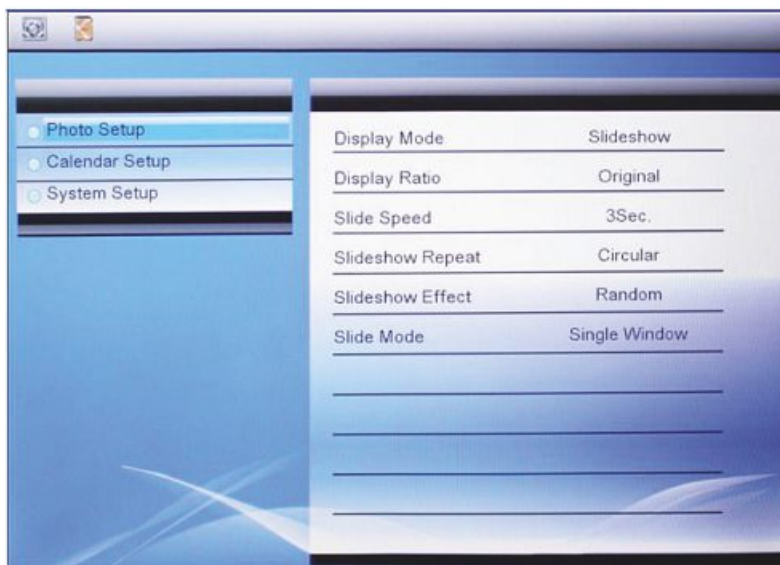 Photo Setup
Calendar Setup
System Setup
Display Mode Slideshow
Display Ratio Original
Slide Speed 3Sec.
Slideshow Repeat Circular
Slideshow Effect Random
Slide Mode Single Window